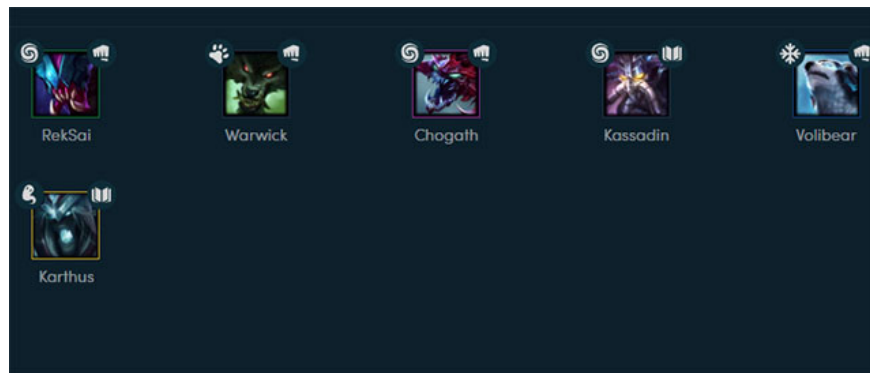 RekSai
Warwick
Chogath
Kassadin
Volibear
Karthus